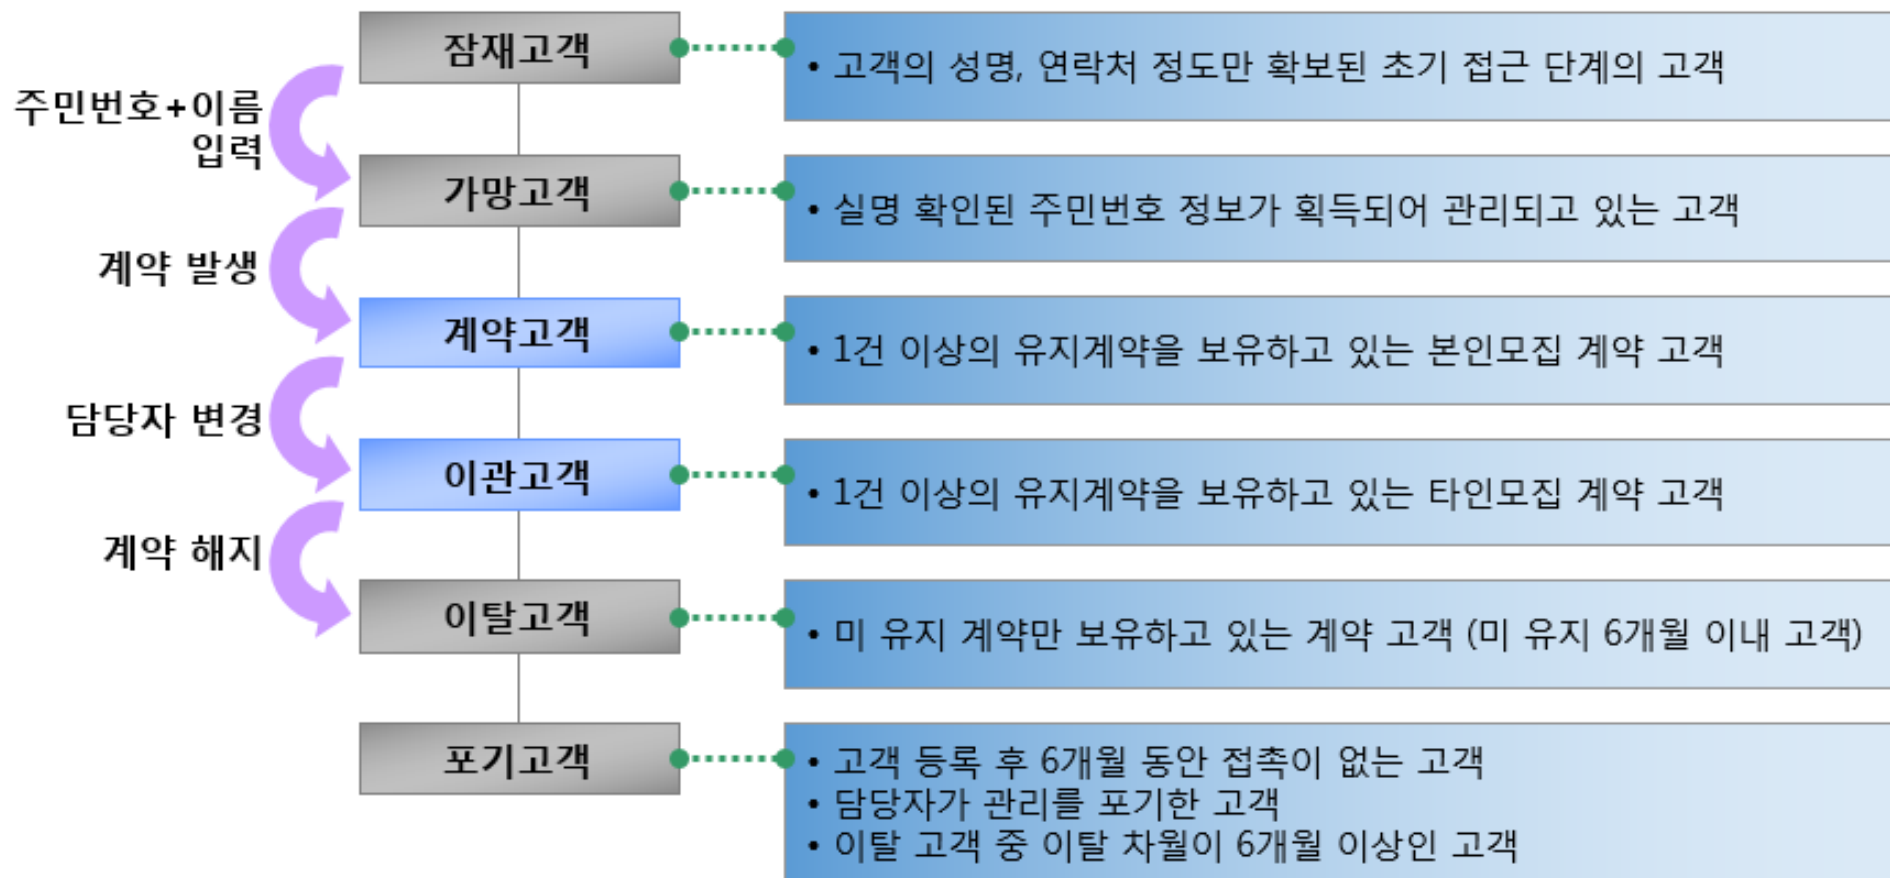 잠재고객
• 고객의 성명, 연락처 정도만 확보된 초기 접근 단계의 고객
주민번호+이름
입력
가망고객
• 실명 확인된 주민번호 정보가 획득되어 관리되고 있는 고객
계약 발생
계약고객
• 1건 이상의 유지계약을 보유하고 있는 본인모집 계약 고객
담당자 변경
이관고객
• 1건 이상의 유지계약을 보유하고 있는 타인모집 계약 고객
계약 해지
이탈고객
• 미 유지 계약만 보유하고 있는 계약 고객 (미 유지 6개월 이내 고객)
포기고객
• 고객 등록 후 6개월 동안 접촉이 없는 고객
• 담당자가 관리를 포기한 고객
• 이탈 고객 중 이탈 차월이 6개월 이상인 고객